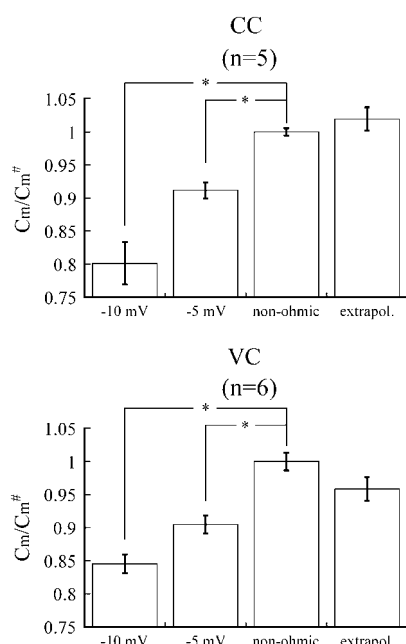 CC
(n=5)
*
*
1.05
1
0.95
0.9
0.85
0.8
0.75
Cm/Cm#
-10 mV -5 mV non-ohmic extrapol.
VC
(n=6)
*
*
1.05
1
0.95
0.9
0.85
0.8
0.75
Cm/Cm#
-10 mV -5 mV non-ohmic extrapol.